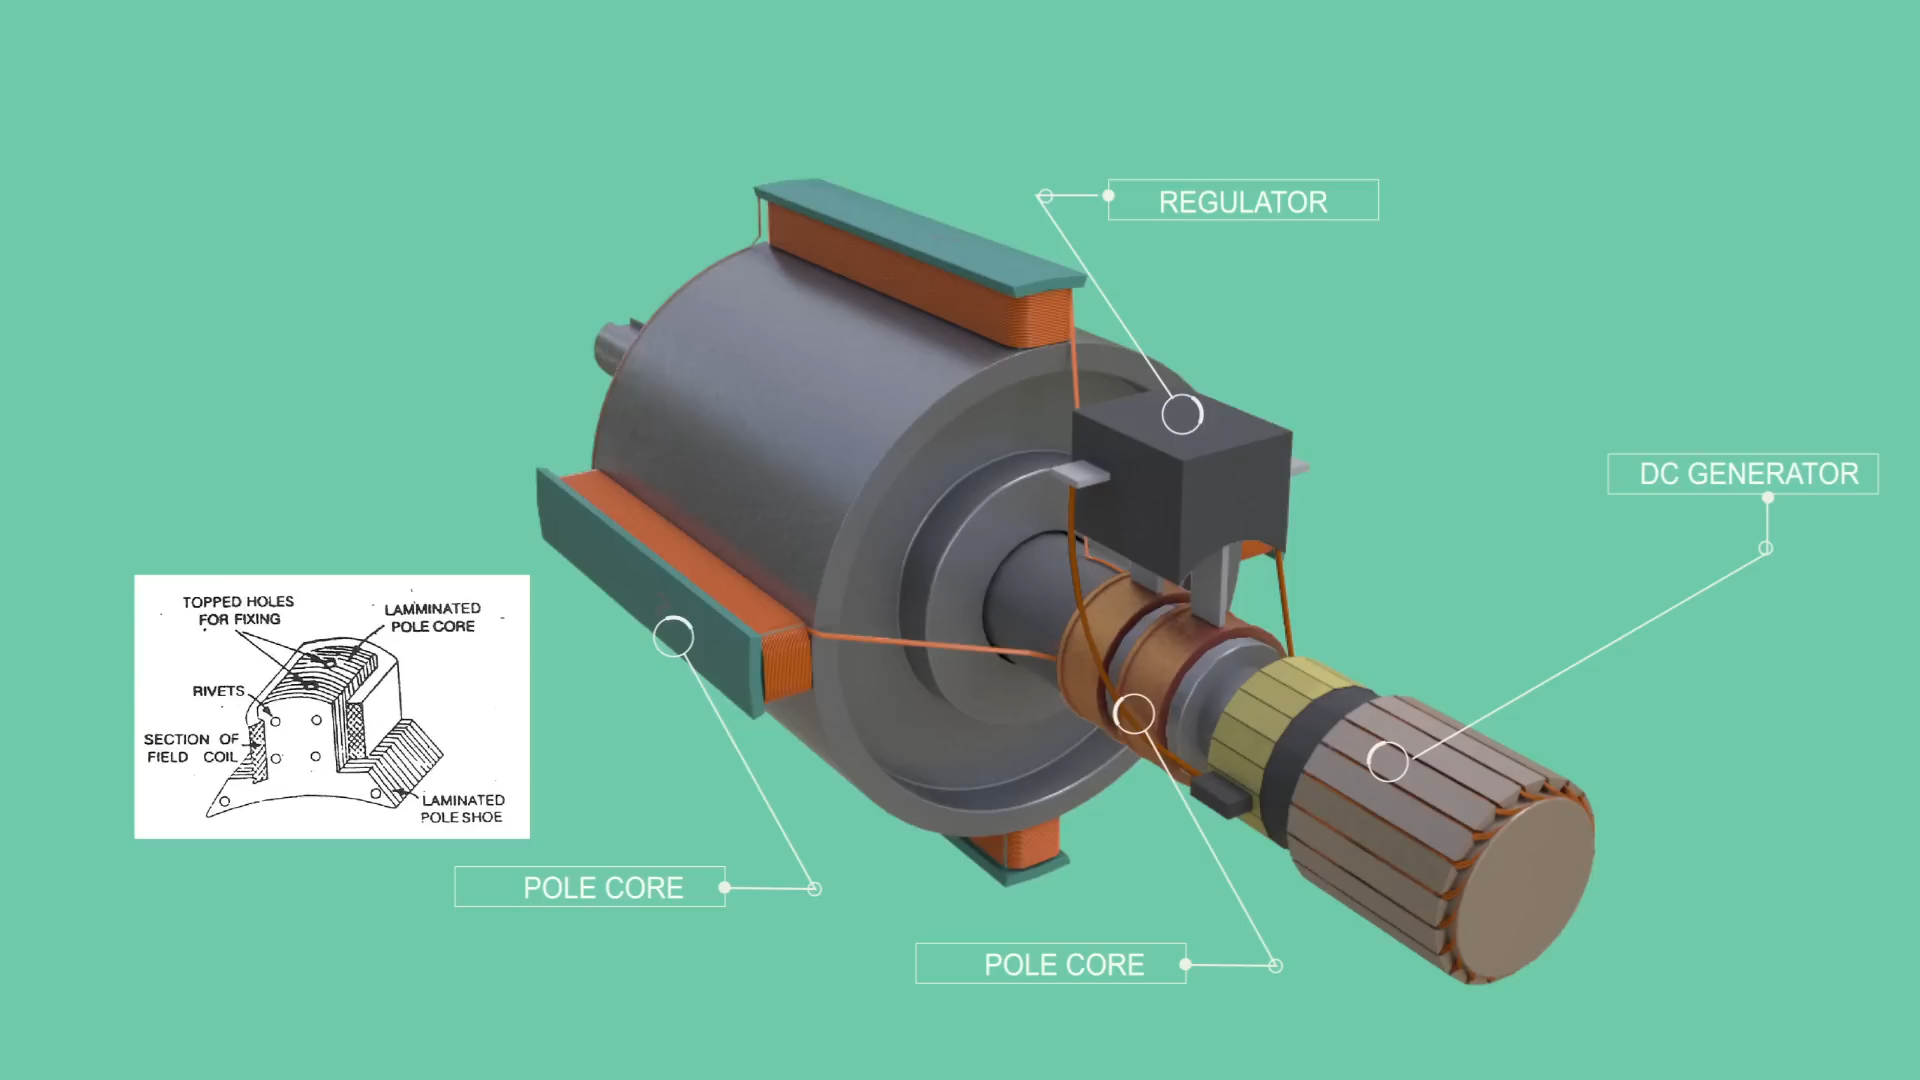 REGULATOR
DC GENERATOR
TOPPED HOLES
FOR FIXING
LAMMINATED
POLE CORE
RIVETS
SECTION OF
FIELD COIL
LAMINATED
POLE SHOE
POLE CORE
POLE CORE